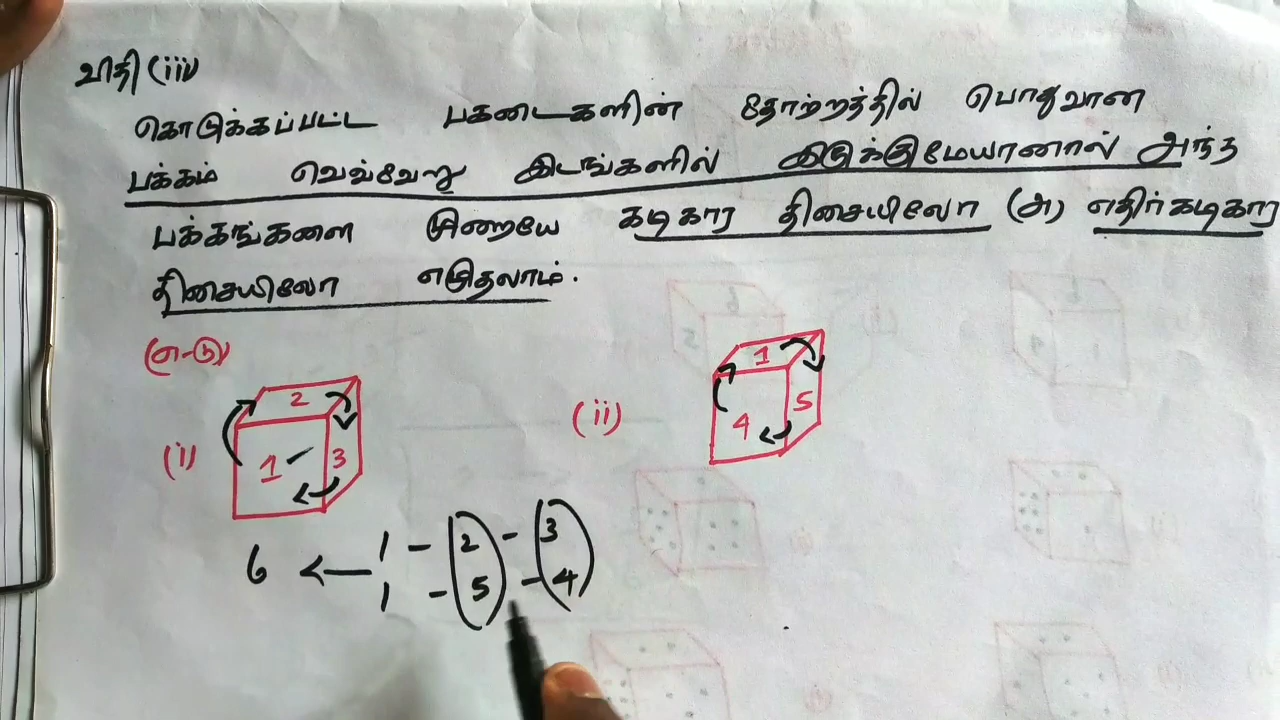 விதி (iii)
கொடுக்கப்பட்ட பகடைகளின் தோற்றத்தில் பொதுவான
பக்கம் வெவ்வேறு இடங்களில் இருக்குமேயானால் அந்த
பக்கங்களை முறையே கடிகார திசையிலோ (அ) எதிர்கடிகார
திசையிலோ எழுதலாம்.
(எ-டு)
(i) 2 1 3
(ii) 1 4 5
6 ← 1 - 2 - 3
1 - 5 - 4